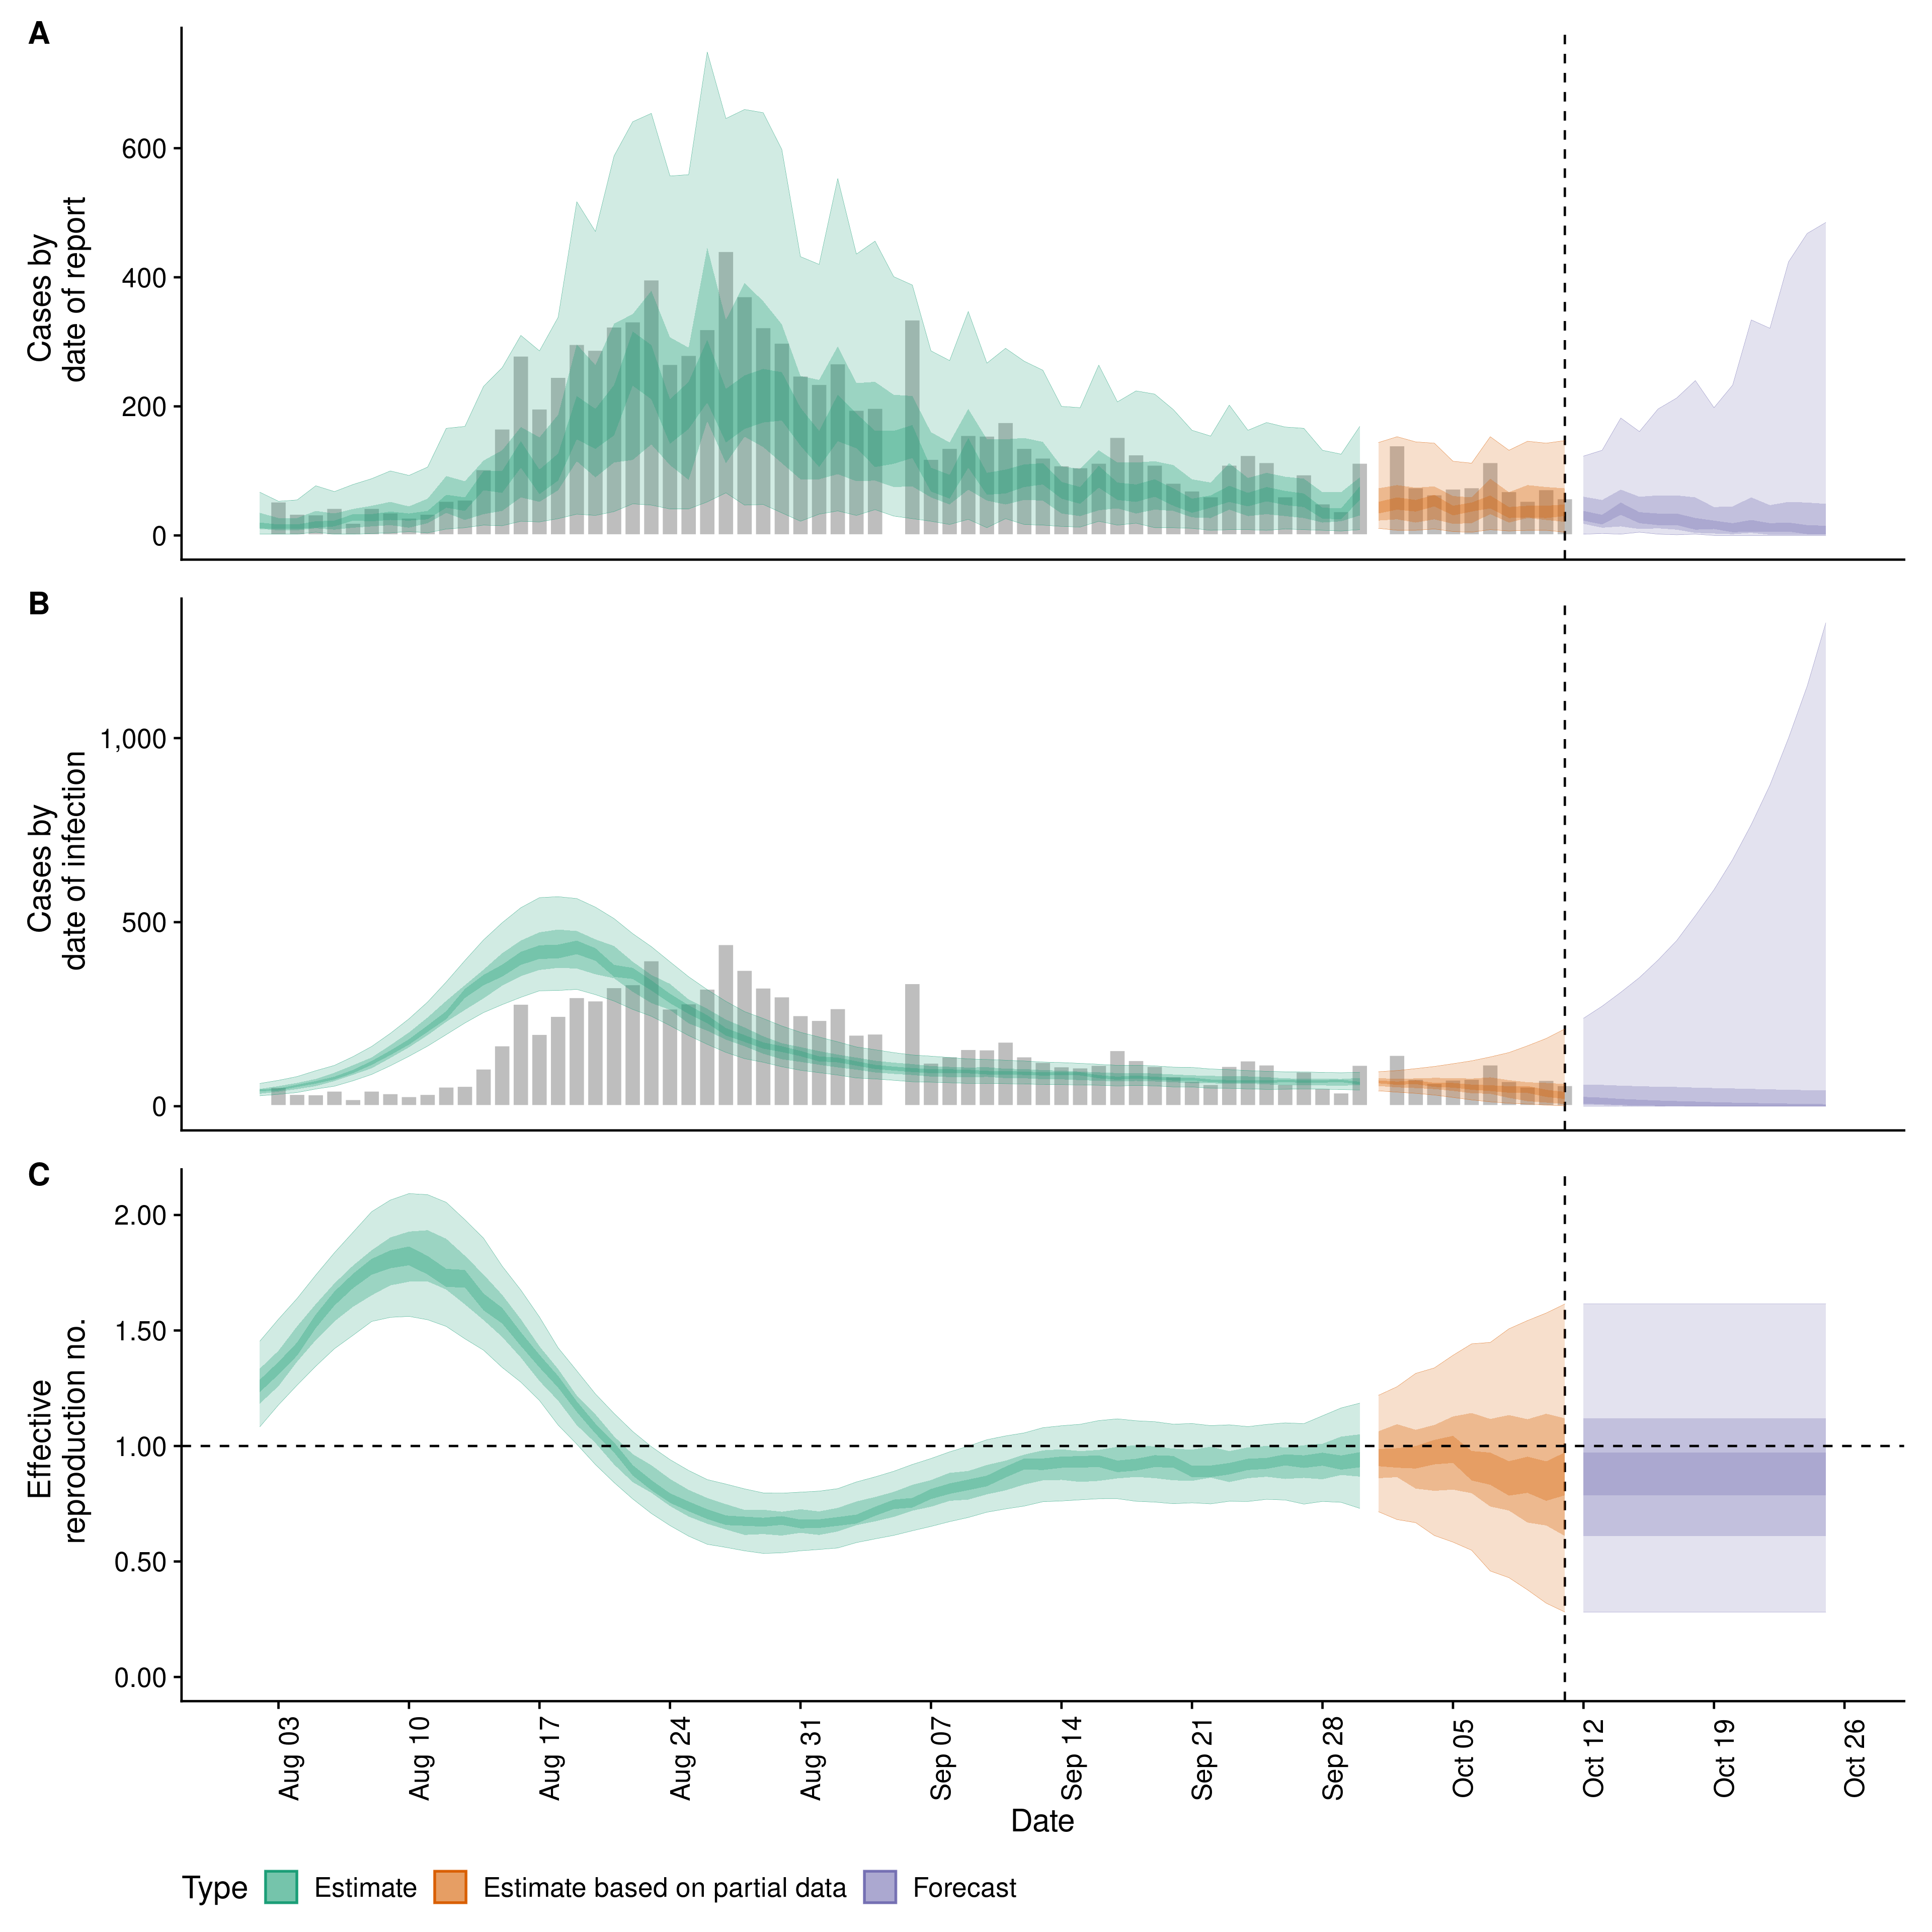 A
600
400
200
0
Cases by
date of report
B
1,000
500
0
Cases by
date of infection
C
2.00
1.50
1.00
0.50
0.00
Effective
reproduction no.
Aug 03
Aug 10
Aug 17
Aug 24
Aug 31
Sep 07
Sep 14
Sep 21
Sep 28
Oct 05
Oct 12
Oct 19
Oct 26
Date
Type Estimate Estimate based on partial data Forecast